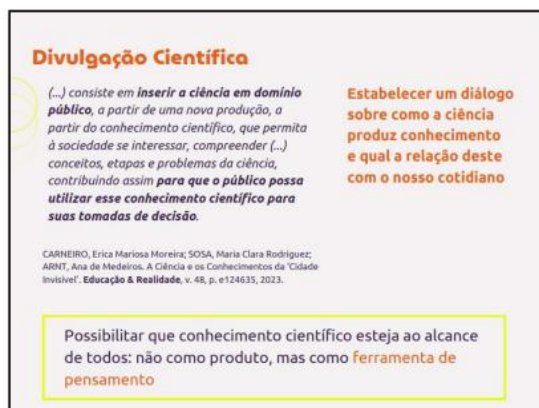 Divulgação Científica
(...) consiste em inserir a ciência em domínio
público, a partir de uma nova produção, a
partir do conhecimento científico, que permita
à sociedade se interessar, compreender (...)
conceitos, etapas e problemas da ciência,
contribuindo assim para que o público possa
utilizar esse conhecimento científico para
suas tomadas de decisão.
Estabelecer um diálogo
sobre como a ciência
produz conhecimento
e qual a relação deste
com o nosso cotidiano
CARNEIRO, Erica Mariosa Moreira; SOSA, Maria Clara Rodriguez;
ARNT, Ana de Medeiros. A Ciência e os Conhecimentos da 'Cidade
Invisível'. Educação & Realidade, v. 48, p. e124635, 2023.
Possibilitar que conhecimento científico esteja ao alcance
de todos: não como produto, mas como ferramenta de
pensamento